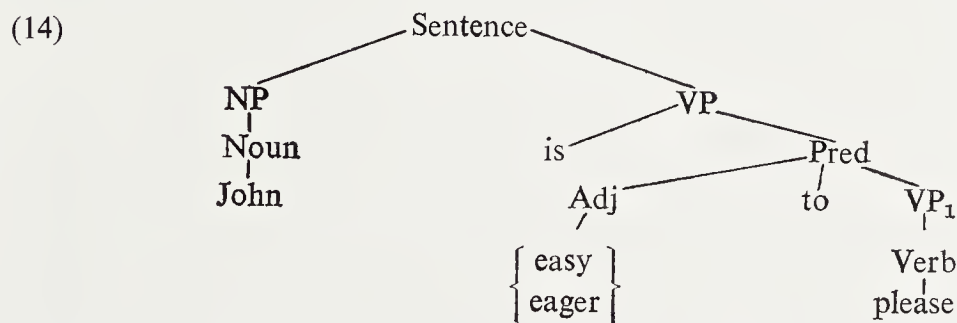 (14) Sentence
NP VP
Noun is Pred
John Adj to VP₁
{ easy } Verb
{ eager } please